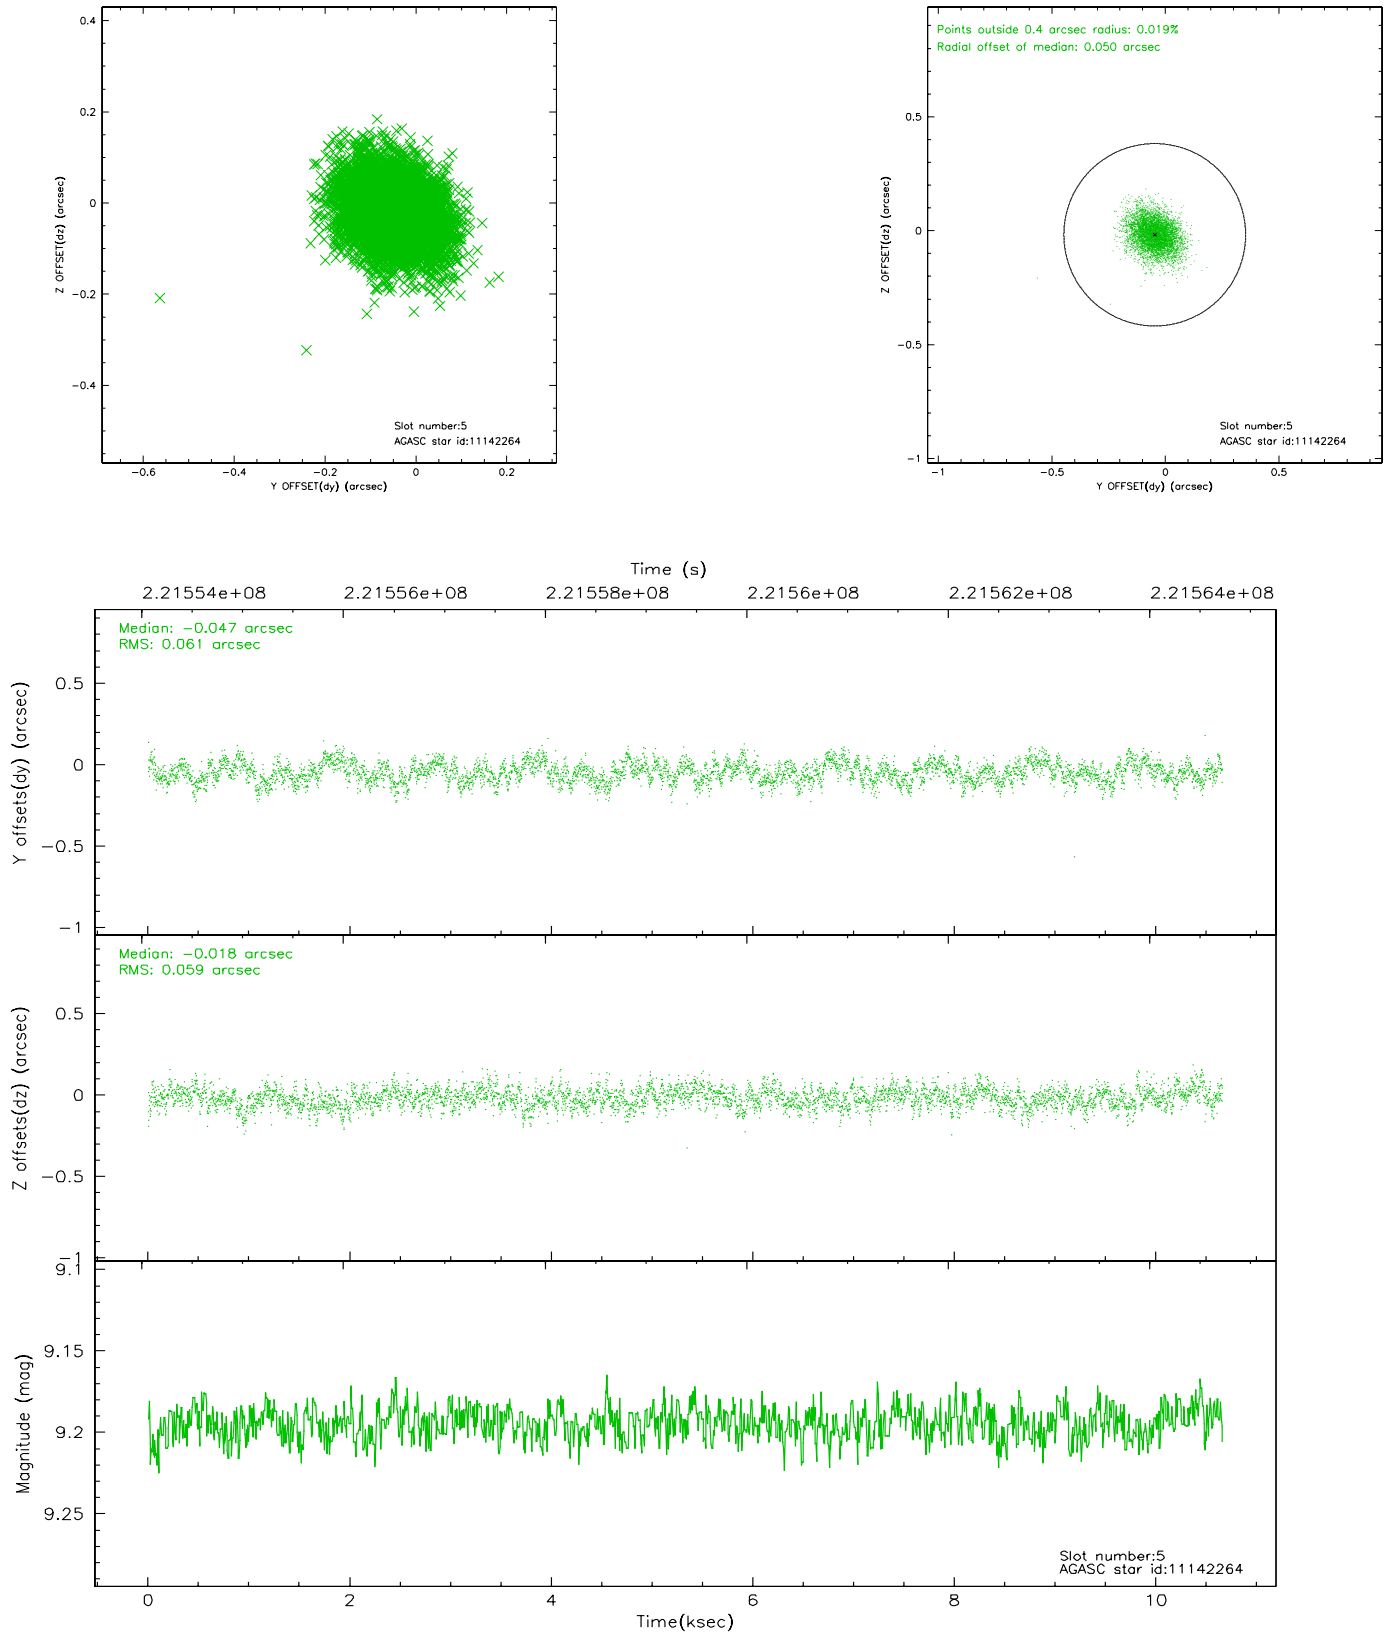 0.4
0.2
0
−0.2
−0.4
Z OFFSET(dz) (arcsec)
Slot number:5
AGASC star id:11142264
−0.6
−0.4
−0.2
0
0.2
Y OFFSET(dy) (arcsec)
Points outside 0.4 arcsec radius: 0.019%
Radial offset of median: 0.050 arcsec
0.5
0
−0.5
−1
Z OFFSET(dz) (arcsec)
Slot number:5
AGASC star id:11142264
−1
−0.5
0
0.5
Y OFFSET(dy) (arcsec)
Time (s)
2.21554e+08
2.21556e+08
2.21558e+08
2.2156e+08
2.21562e+08
2.21564e+08
Median: −0.047 arcsec
RMS: 0.061 arcsec
0.5
0
−0.5
−1
Y offsets(dy) (arcsec)
Median: −0.018 arcsec
RMS: 0.059 arcsec
0.5
0
−0.5
−1
Z offsets(dz) (arcsec)
9.1
9.15
9.2
9.25
Magnitude (mag)
Slot number:5
AGASC star id:11142264
0
2
4
6
8
10
Time(ksec)